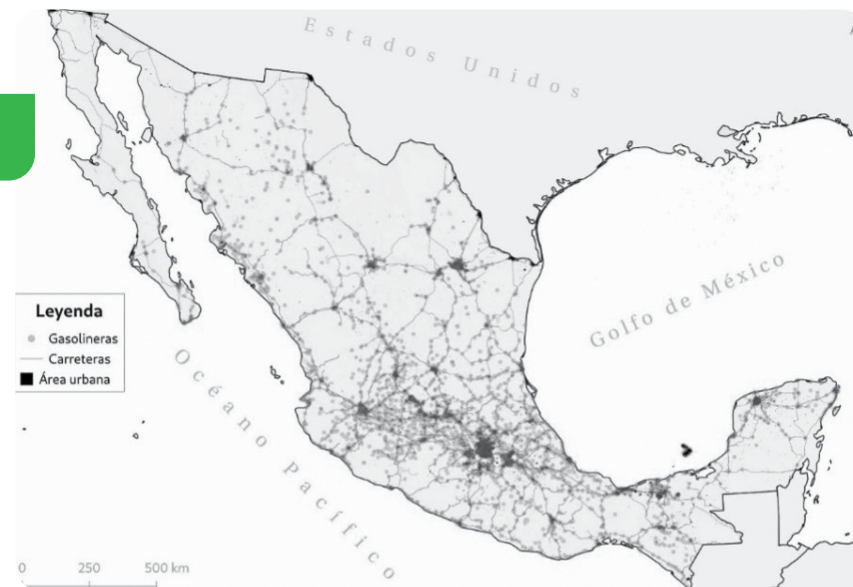 Estados Unidos
Golfo de México
Leyenda
Gasolineras
Carreteras
Área urbana
Océano Pacífico
0 250 500 km